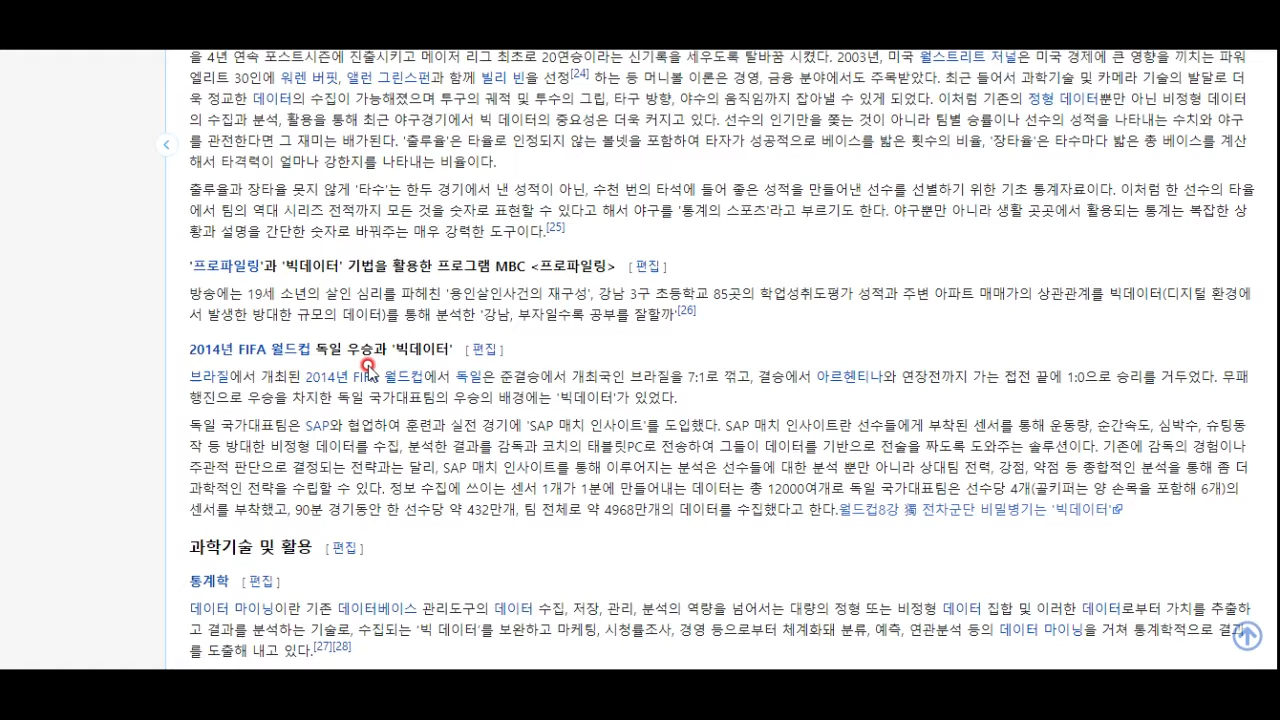 을 4년 연속 포스트시즌에 진출시키고 메이저 리그 최초로 20연승이라는 신기록을 세우도록 탈바꿈 시켰다. 2003년, 미국 월스트리트 저널은 미국 경제에 큰 영향을 끼치는 파워
엘리트 30인에 워렌 버핏, 앨런 그린스펀과 함께 빌리 빈을 선정[24] 하는 등 머니볼 이론은 경영, 금융 분야에서도 주목받았다. 최근 들어서 과학기술 및 카메라 기술의 발달로 더
욱 정교한 데이터의 수집이 가능해졌으며 투구의 궤적 및 투수의 그립, 타구 방향, 야수의 움직임까지 잡아낼 수 있게 되었다. 이처럼 기존의 정형 데이터뿐만 아닌 비정형 데이터
의 수집과 분석, 활용을 통해 최근 야구경기에서 빅 데이터의 중요성은 더욱 커지고 있다. 선수의 인기만을 쫓는 것이 아니라 팀별 승률이나 선수의 성적을 나타내는 수치와 야구
를 관전한다면 그 재미는 배가된다. '출루율'은 타율로 인정되지 않는 볼넷을 포함하여 타자가 성공적으로 베이스를 밟은 횟수의 비율, '장타율'은 타수마다 밟은 총 베이스를 계산
해서 타격력이 얼마나 강한지를 나타내는 비율이다.
출루율과 장타율 못지 않게 '타수'는 한두 경기에서 낸 성적이 아닌, 수천 번의 타석에 들어 좋은 성적을 만들어낸 선수를 선별하기 위한 기초 통계자료이다. 이처럼 한 선수의 타율
에서 팀의 역대 시리즈 전적까지 모든 것을 숫자로 표현할 수 있다고 해서 야구를 '통계의 스포츠'라고 부르기도 한다. 야구뿐만 아니라 생활 곳곳에서 활용되는 통계는 복잡한 상
황과 설명을 간단한 숫자로 바꿔주는 매우 강력한 도구이다.[25]
'프로파일링'과 '빅데이터' 기법을 활용한 프로그램 MBC <프로파일링> [ 편집 ]
방송에는 19세 소년의 살인 심리를 파헤친 '용인살인사건의 재구성', 강남 3구 초등학교 85곳의 학업성취도평가 성적과 주변 아파트 매매가의 상관관계를 빅데이터(디지털 환경에
서 발생한 방대한 규모의 데이터)를 통해 분석한 '강남, 부자일수록 공부를 잘할까'[26]
2014년 FIFA 월드컵 독일 우승과 '빅데이터' [ 편집 ]
브라질에서 개최된 2014년 FIFA 월드컵에서 독일은 준결승에서 개최국인 브라질을 7:1로 꺾고, 결승에서 아르헨티나와 연장전까지 가는 접전 끝에 1:0으로 승리를 거두었다. 무패
행진으로 우승을 차지한 독일 국가대표팀의 우승의 배경에는 '빅데이터'가 있었다.
독일 국가대표팀은 SAP와 협업하여 훈련과 실전 경기에 'SAP 매치 인사이트'를 도입했다. SAP 매치 인사이트란 선수들에게 부착된 센서를 통해 운동량, 순간속도, 심박수, 슈팅동
작 등 방대한 비정형 데이터를 수집, 분석한 결과를 감독과 코치의 태블릿PC로 전송하여 그들이 데이터를 기반으로 전술을 짜도록 도와주는 솔루션이다. 기존에 감독의 경험이나
주관적 판단으로 결정되는 전략과는 달리, SAP 매치 인사이트를 통해 이루어지는 분석은 선수들에 대한 분석 뿐만 아니라 상대팀 전력, 강점, 약점 등 종합적인 분석을 통해 좀 더
과학적인 전략을 수립할 수 있다. 정보 수집에 쓰이는 센서 1개가 1분에 만들어내는 데이터는 총 12000여개로 독일 국가대표팀은 선수당 4개(골키퍼는 양 손목을 포함해 6개)의
센서를 부착했고, 90분 경기동안 한 선수당 약 432만개, 팀 전체로 약 4968만개의 데이터를 수집했다고 한다.월드컵8강 獨 전차군단 비밀병기는 '빅데이터'
과학기술 및 활용 [ 편집 ]
통계학 [ 편집 ]
데이터 마이닝이란 기존 데이터베이스 관리도구의 데이터 수집, 저장, 관리, 분석의 역량을 넘어서는 대량의 정형 또는 비정형 데이터 집합 및 이러한 데이터로부터 가치를 추출하
고 결과를 분석하는 기술로, 수집되는 '빅 데이터'를 보완하고 마케팅, 시청률조사, 경영 등으로부터 체계화돼 분류, 예측, 연관분석 등의 데이터 마이닝을 거쳐 통계학적으로 결과
를 도출해 내고 있다.[27][28]